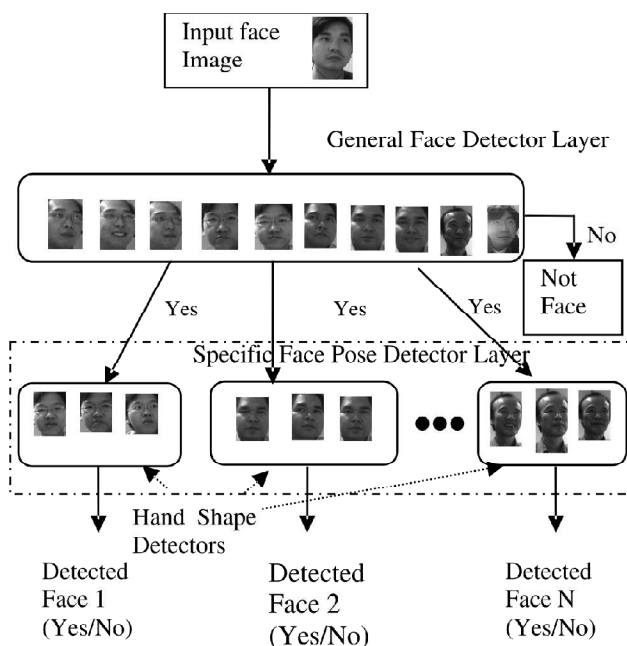 Input face
Image
General Face Detector Layer
No
Not
Face
Yes
Yes
Yes
Specific Face Pose Detector Layer
Hand Shape
Detectors
Detected
Face 1
(Yes/No)
Detected
Face 2
(Yes/No)
Detected
Face N
(Yes/No)